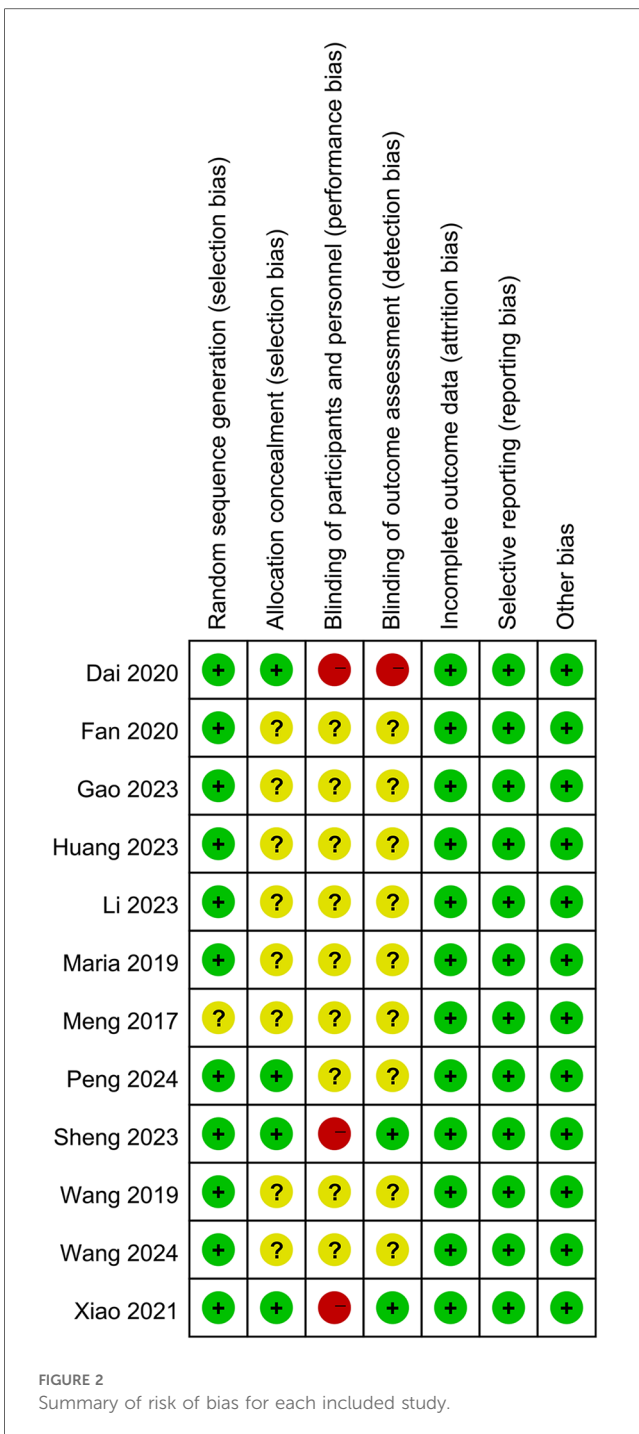 Random sequence generation (selection bias)
Allocation concealment (selection bias)
Blinding of participants and personnel (performance bias)
Blinding of outcome assessment (detection bias)
Incomplete outcome data (attrition bias)
Selective reporting (reporting bias)
Other bias
Dai 2020 + + – – + + +
Fan 2020 + ? ? ? + + +
Gao 2023 + ? ? ? + + +
Huang 2023 + ? ? ? + + +
Li 2023 + ? ? ? + + +
Maria 2019 + ? ? ? + + +
Meng 2017 ? ? ? ? + + +
Peng 2024 + + ? ? + + +
Sheng 2023 + + – + + + +
Wang 2019 + ? ? ? + + +
Wang 2024 + ? ? ? + + +
Xiao 2021 + + – + + + +
FIGURE 2
Summary of risk of bias for each included study.